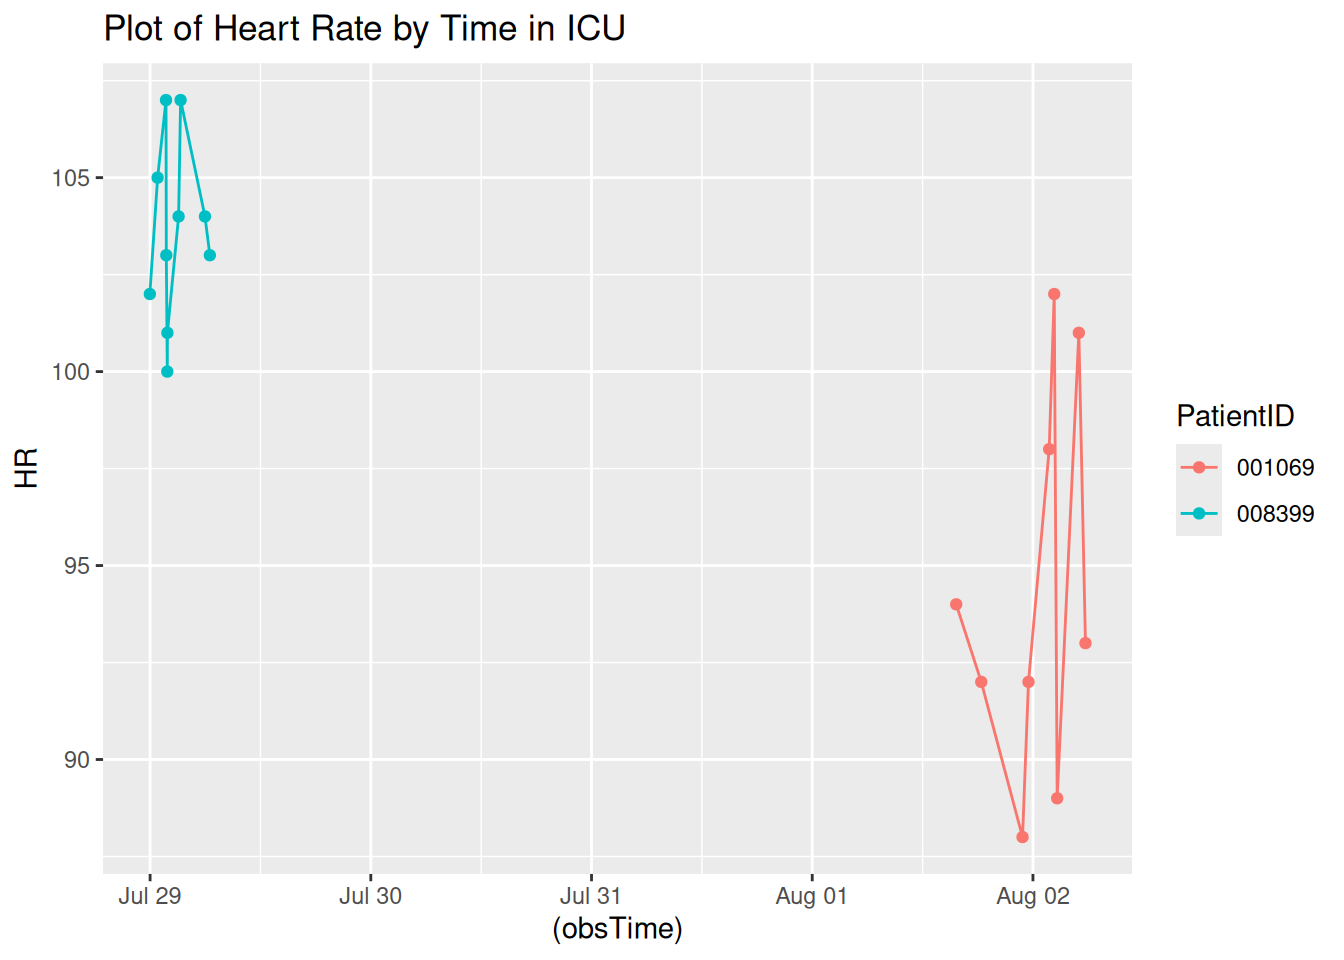 Plot of Heart Rate by Time in ICU
105
100
95
90
HR
Jul 29
Jul 30
Jul 31
Aug 01
Aug 02
(obsTime)
PatientID
001069
008399